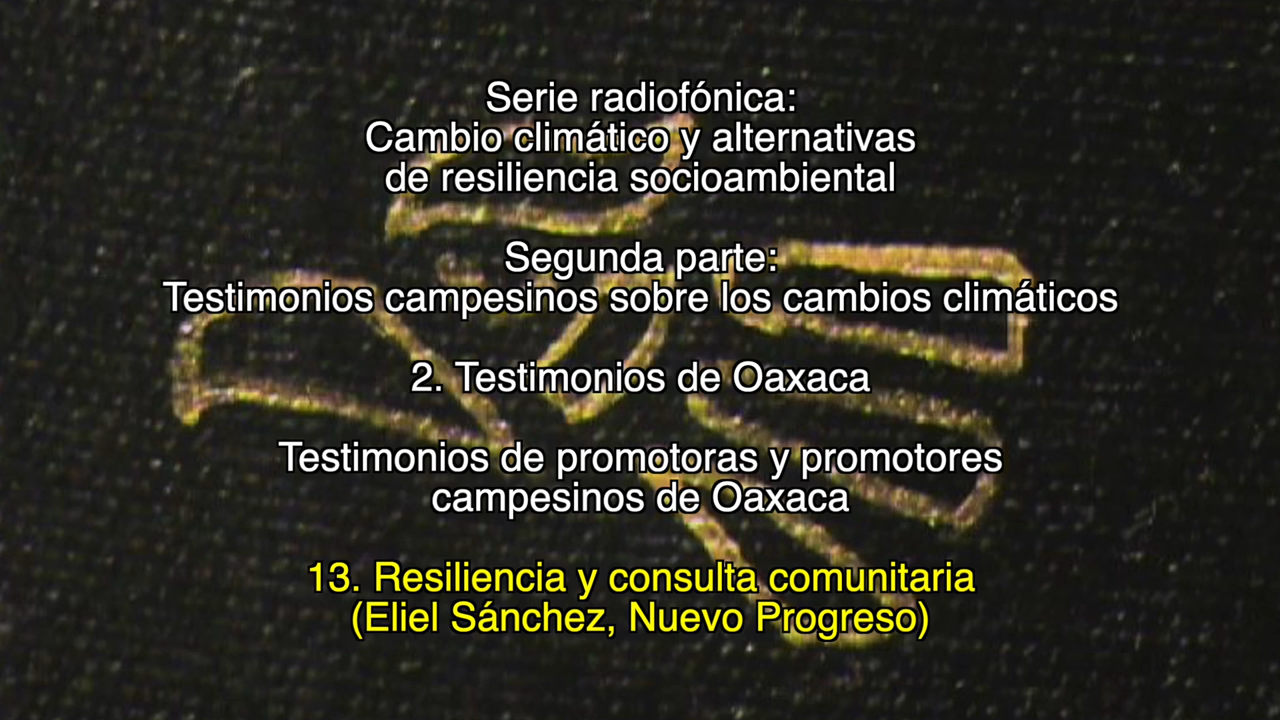 Serie radiofónica:
Cambio climático y alternativas
de resiliencia socioambiental
Segunda parte:
Testimonios campesinos sobre los cambios climáticos
2. Testimonios de Oaxaca
Testimonios de promotoras y promotores
campesinos de Oaxaca
13. Resiliencia y consulta comunitaria
(Eliel Sánchez, Nuevo Progreso)